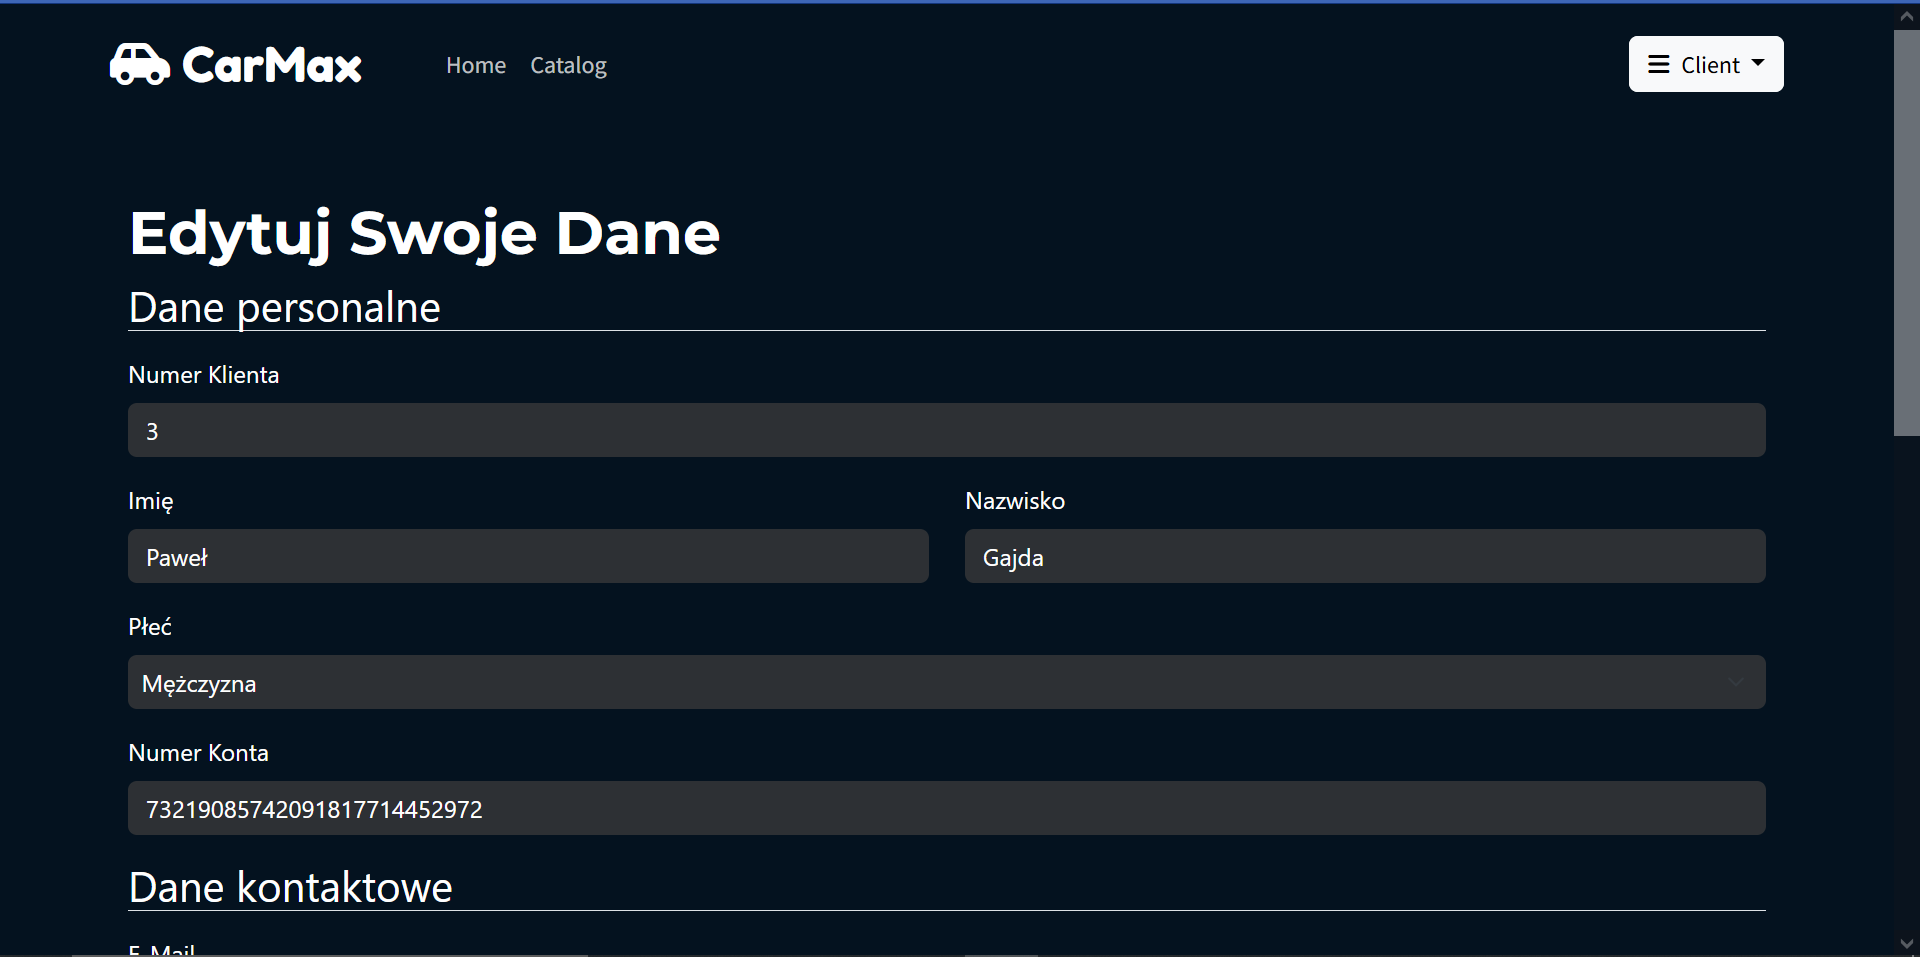 CarMax
Home Catalog
Client
Edytuj Swoje Dane
Dane personalne
Numer Klienta
3
Imię Nazwisko
Paweł Gajda
Płeć
Mężczyzna
Numer Konta
73219085742091817714452972
Dane kontaktowe
E-Mail